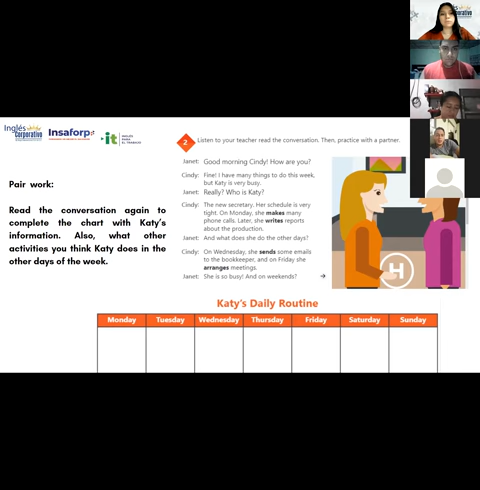 Inglés
Corporativo
Insaforp
it
INGLÉS
PARA
EL TRABAJO
Pair work:
Read the conversation again to
complete the chart with Katy's
information. Also, what other
activities you think Katy does in the
other days of the week.
2 Listen to your teacher read the conversation. Then, practice with a partner.
Janet: Good morning Cindy! How are you?
Cindy: Fine! I have many things to do this week,
but Katy is very busy.
Janet: Really? Who is Katy?
Cindy: The new secretary. Her schedule is very
tight. On Monday, she makes many
phone calls. Later, she writes reports
about the production.
Janet: And what does she do the other days?
Cindy: On Wednesday, she sends some emails
to the bookkeeper, and on Friday she
arranges meetings.
Janet: She is so busy! And on weekends?
H
Katy's Daily Routine
Monday Tuesday Wednesday Thursday Friday Saturday Sunday